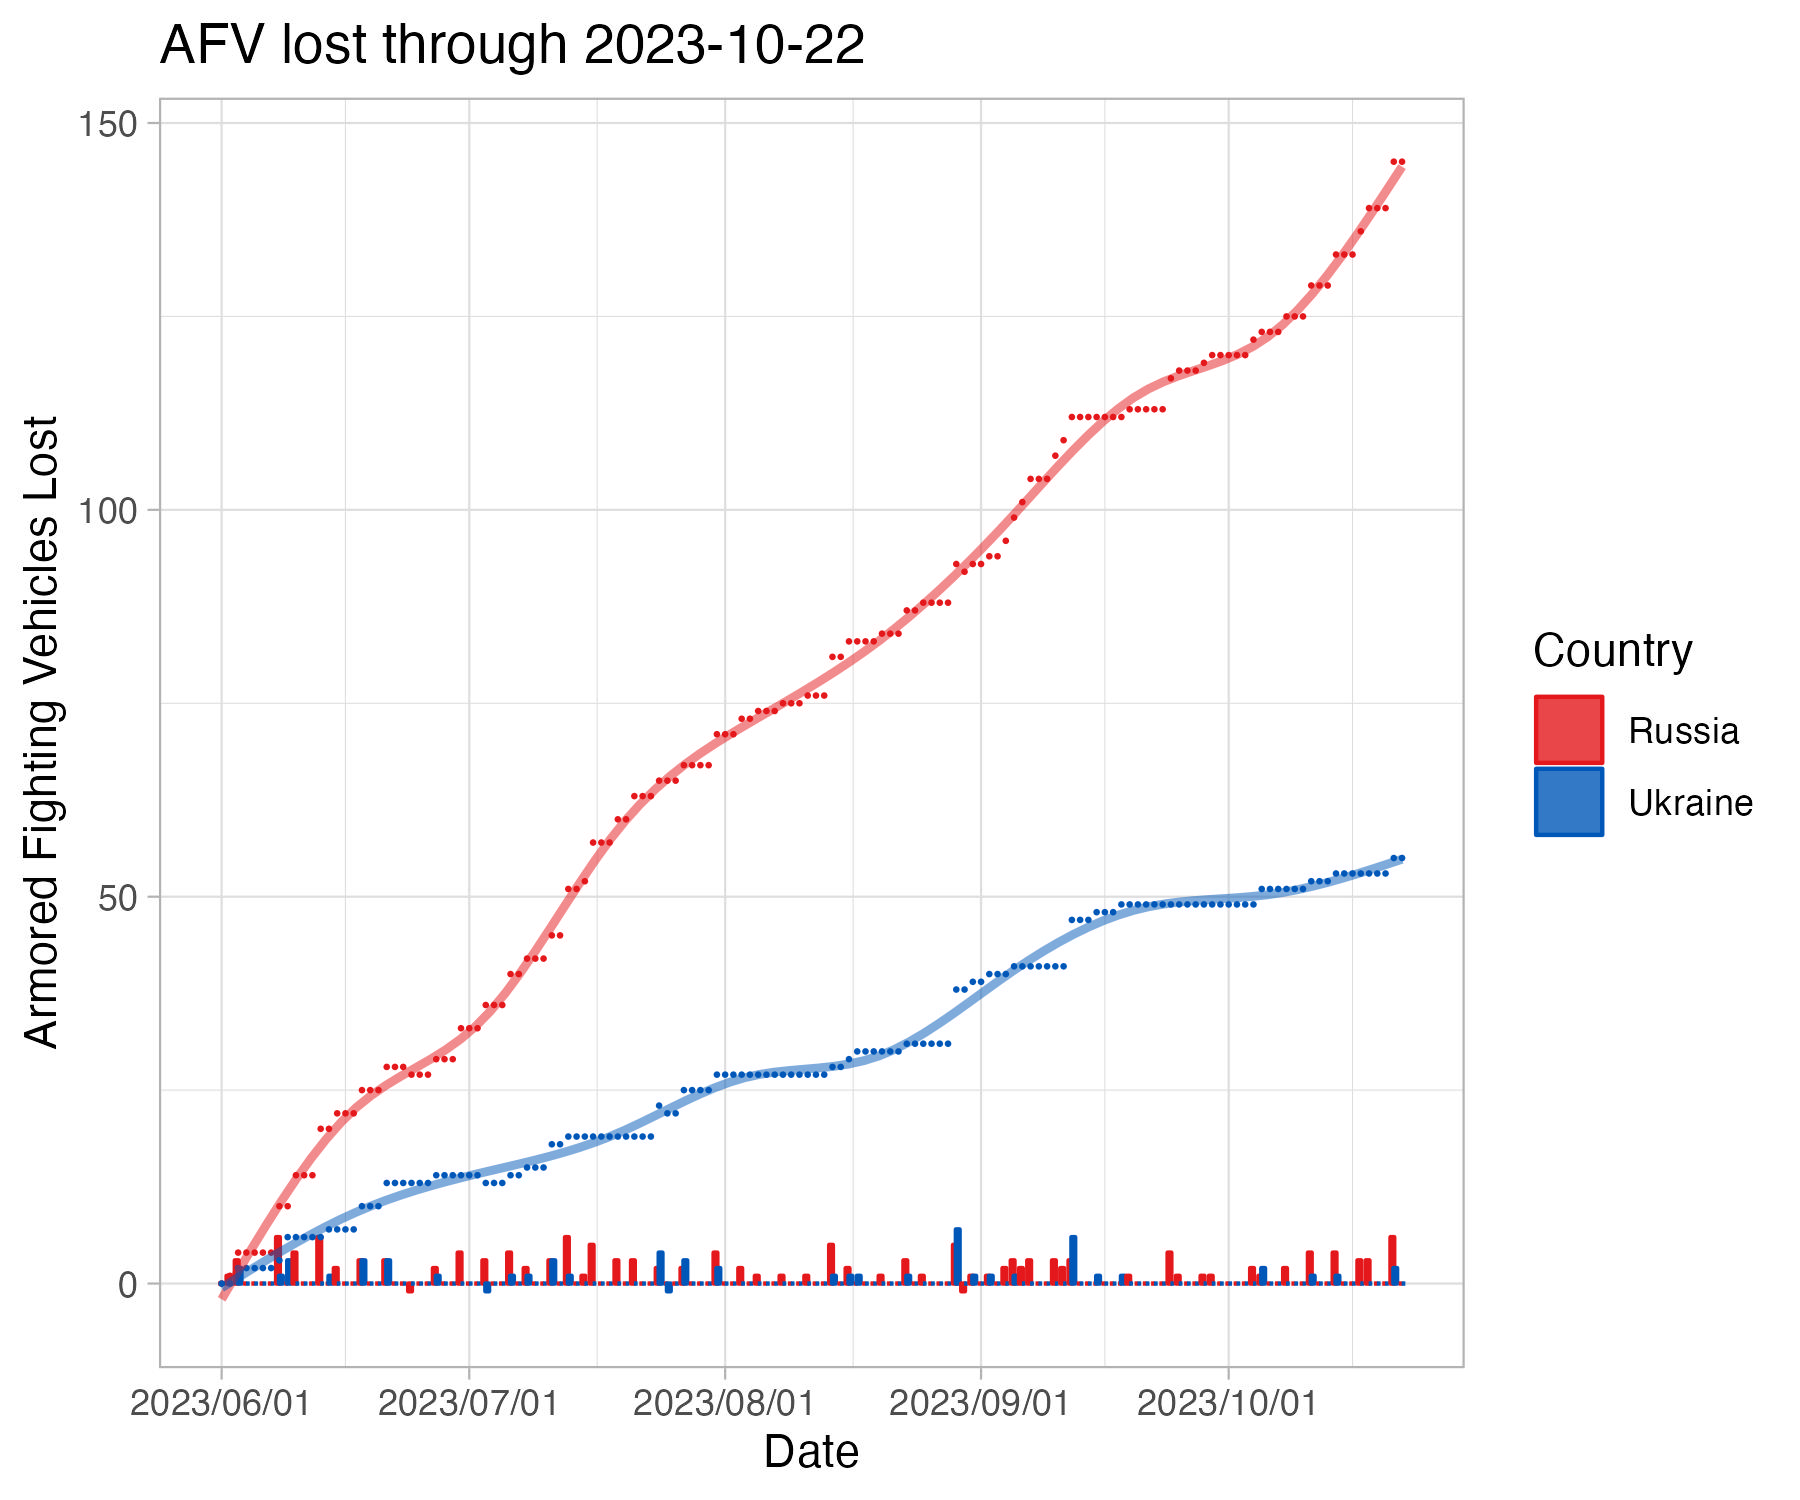 AFV lost through 2023-10-22
Armored Fighting Vehicles Lost
150
100
50
0
2023/06/01
2023/07/01
2023/08/01
2023/09/01
2023/10/01
Date
Country
Russia
Ukraine